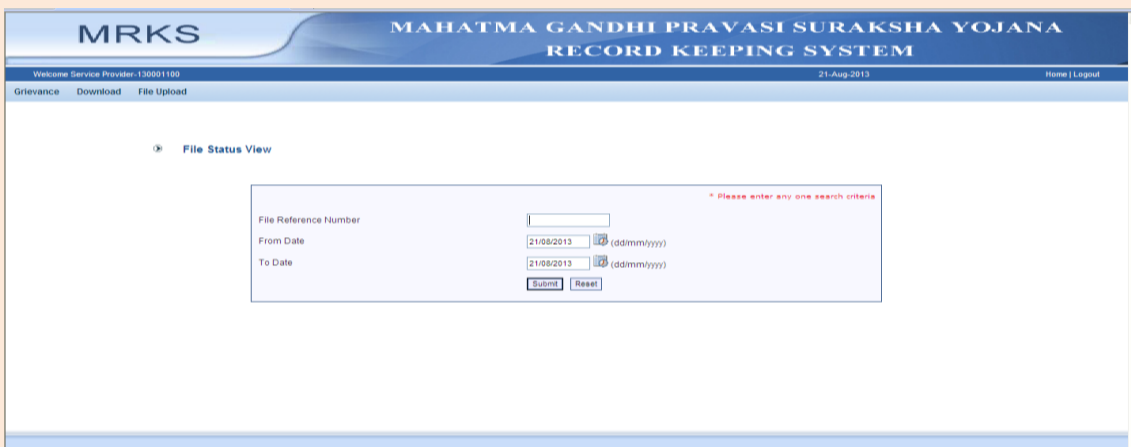 MRKS
MAHATMA GANDHI PRAVASI SURAKSHA YOJANA
RECORD KEEPING SYSTEM
Welcome Service Provider-130001100 21-Aug-2013 Home | Logout
Grievance Download File Upload
File Status View
* Please enter any one search criteria
File Reference Number
From Date 21/08/2013 (dd/mm/yyyy)
To Date 21/08/2013 (dd/mm/yyyy)
Submit Reset